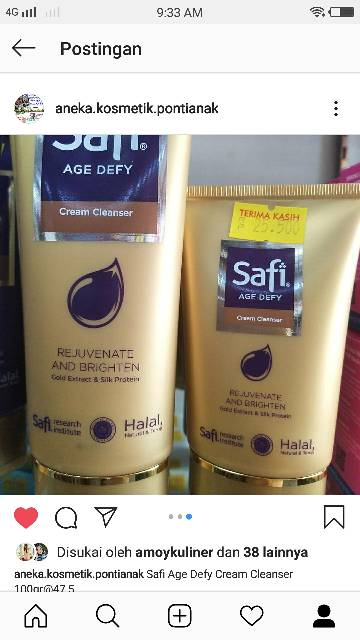 4G
9:33 AM
Postingan
aneka.kosmetik.pontianak
Safi
AGE DEFY
Cream Cleanser
REJUVENATE
AND BRIGHTEN
Gold Extract & Silk Protein
Safi research
institute
Halal,
TERIMA KASIH
25.500
Safi
AGE DEFY
Cream Cleanser
REJUVENATE
AND BRIGHTEN
Gold Extract & Silk Protein
Safi. research
institute
Halal,
Disukai oleh amoykuliner dan 38 lainnya
aneka.kosmetik.pontianak Safi Age Defy Cream Cleanser
100gr@47.5